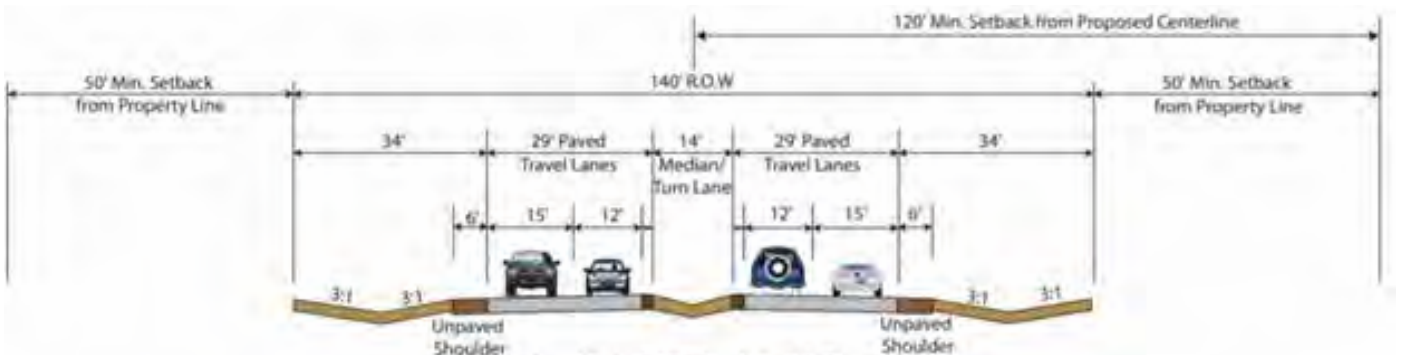 120' Min. Setback from Proposed Centerline
50' Min. Setback
from Property Line
140' R.O.W
50' Min. Setback
from Property Line
34'
29' Paved
Travel Lanes
14'
Median/
Turn Lane
29' Paved
Travel Lanes
34'
6'
15'
12'
12'
15'
6'
3:1
3:1
3:1
3:1
Unpaved
Shoulder
Unpaved
Shoulder